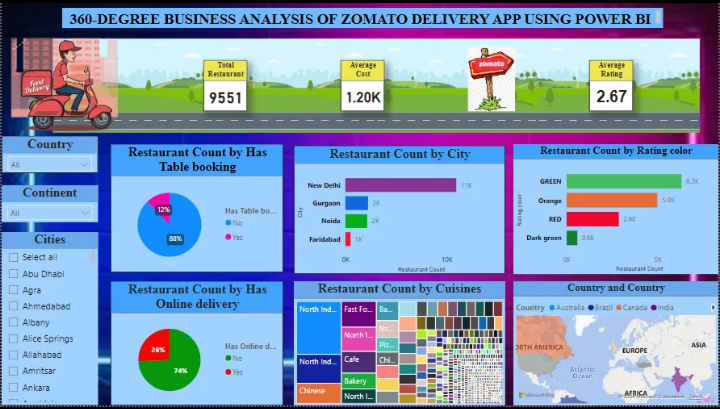 360-DEGREE BUSINESS ANALYSIS OF ZOMATO DELIVERY APP USING POWER BI
Food
Delivery
Total
Restaurant
9551
Average
Cost
1.20K
zomato
Average
Rating
2.67
Country
All
Continent
All
Cities
Select all
Abu Dhabi
Agra
Ahmedabad
Albany
Alice Springs
Allahabad
Amritsar
Ankara
Restaurant Count by Has
Table booking
12%
88%
Has Table bo...
No
Yes
Restaurant Count by City
City
New Delhi
11K
Gurgaon
2K
Noida
2K
Faridabad
1K
0K
10K
Restaurant Count
Restaurant Count by Rating color
Rating color
GREEN
6.3K
Orange
5.0K
RED
2.9K
Dark green
0.6K
0K
5K
Restaurant Count
Restaurant Count by Has
Online delivery
26%
74%
Has Online d...
No
Yes
Restaurant Count by Cuisines
North Ind...
North Ind...
Chinese
Fast Fo...
North I...
Cafe
Bakery
North I...
Ba...
Str...
Piz...
Chi...
Country and Country
Country
Australia
Brazil
Canada
India
NORTH AMERICA
EUROPE
ASIA
Atlantic
Ocean
AFRICA